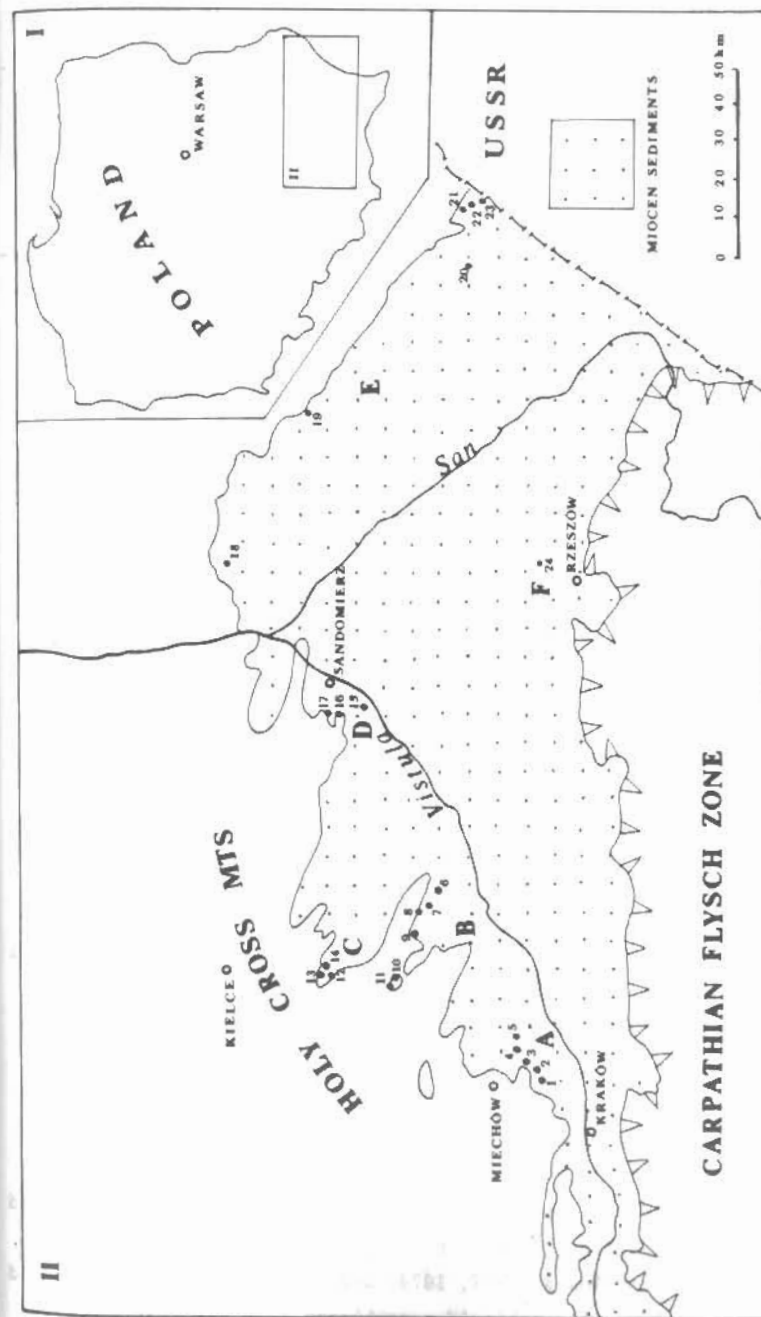 II
I
POLAND
WARSAW
II
USSR
MIOCEN SEDIMENTS
0 10 20 30 40 50 km
HOLY CROSS MTS
KIELCE
MIECHÓW
KRAKÓW
SANDOMIERZ
RZESZÓW
Vistula
San
A
B
C
D
E
F
1
2
3
4
5
6
7
8
9
10
11
12
13
14
15
16
17
18
19
20
21
22
23
24
CARPATHIAN FLYSCH ZONE